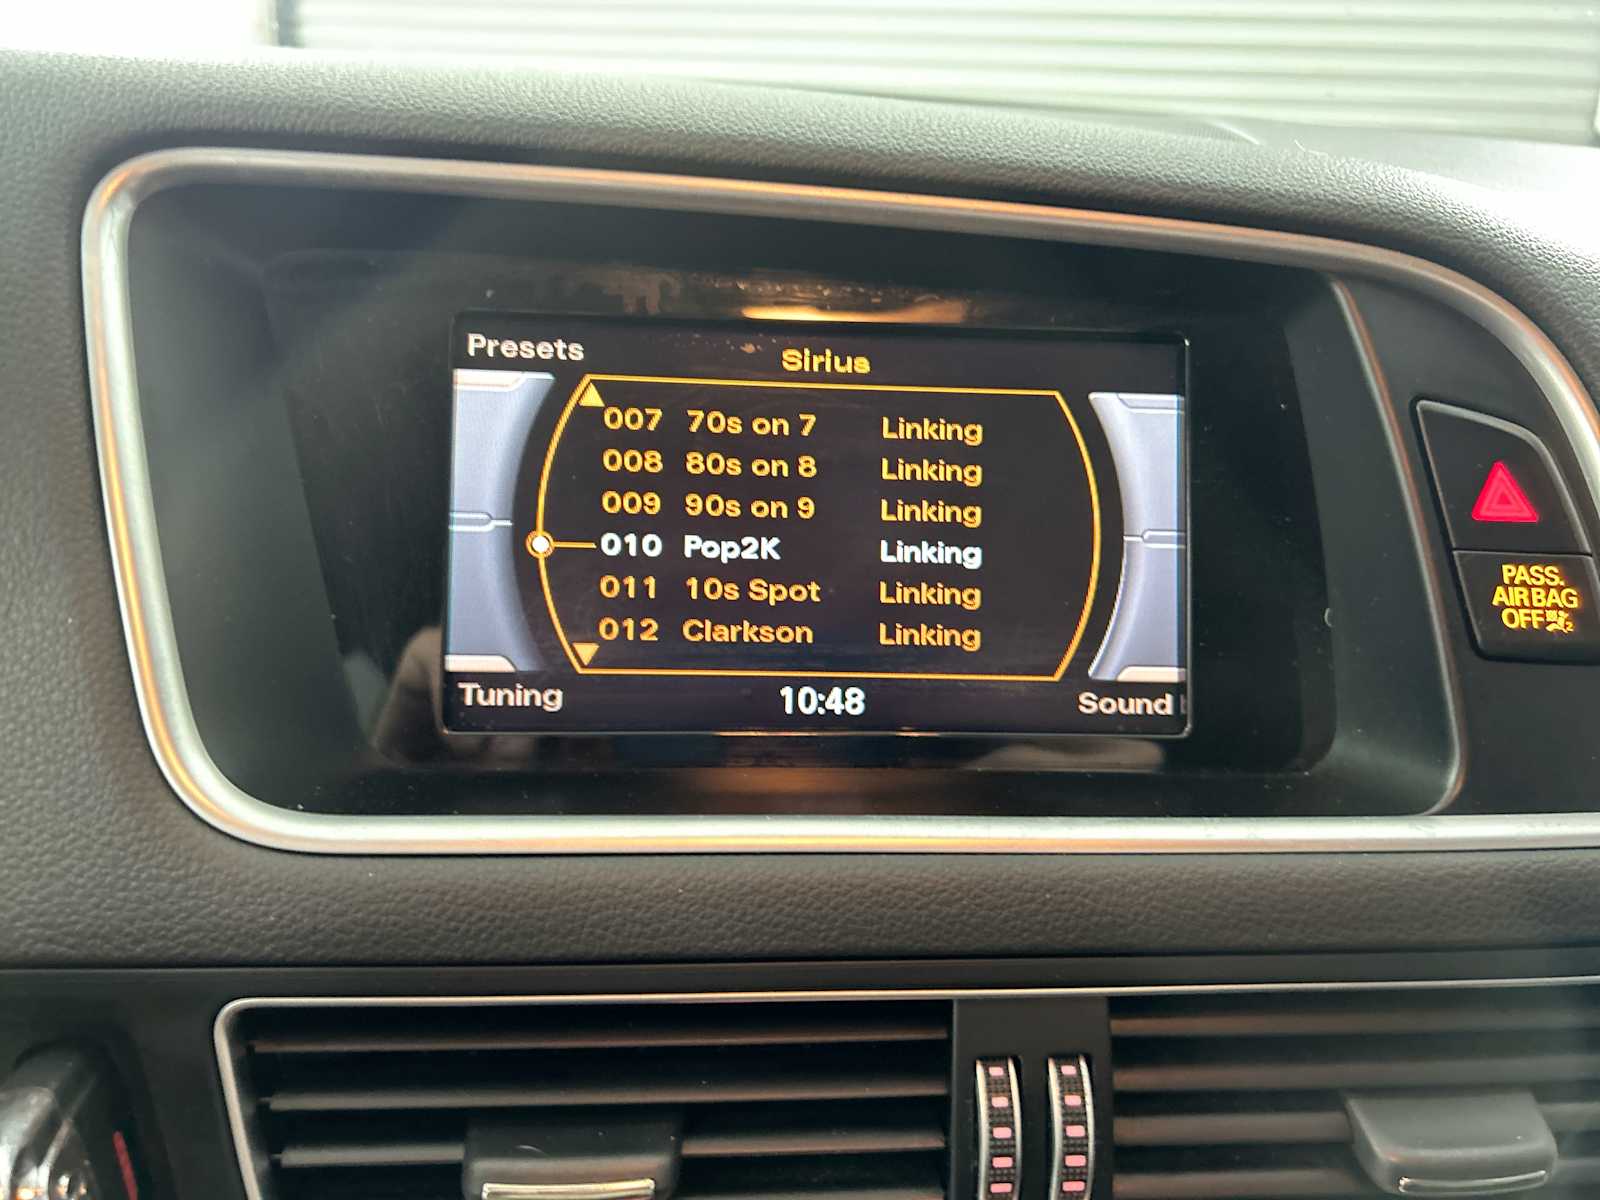 Presets
Sirius
007 70s on 7 Linking
008 80s on 8 Linking
009 90s on 9 Linking
010 Pop2K Linking
011 10s Spot Linking
012 Clarkson Linking
Tuning 10:48 Sound
PASS.
AIR BAG
OFF